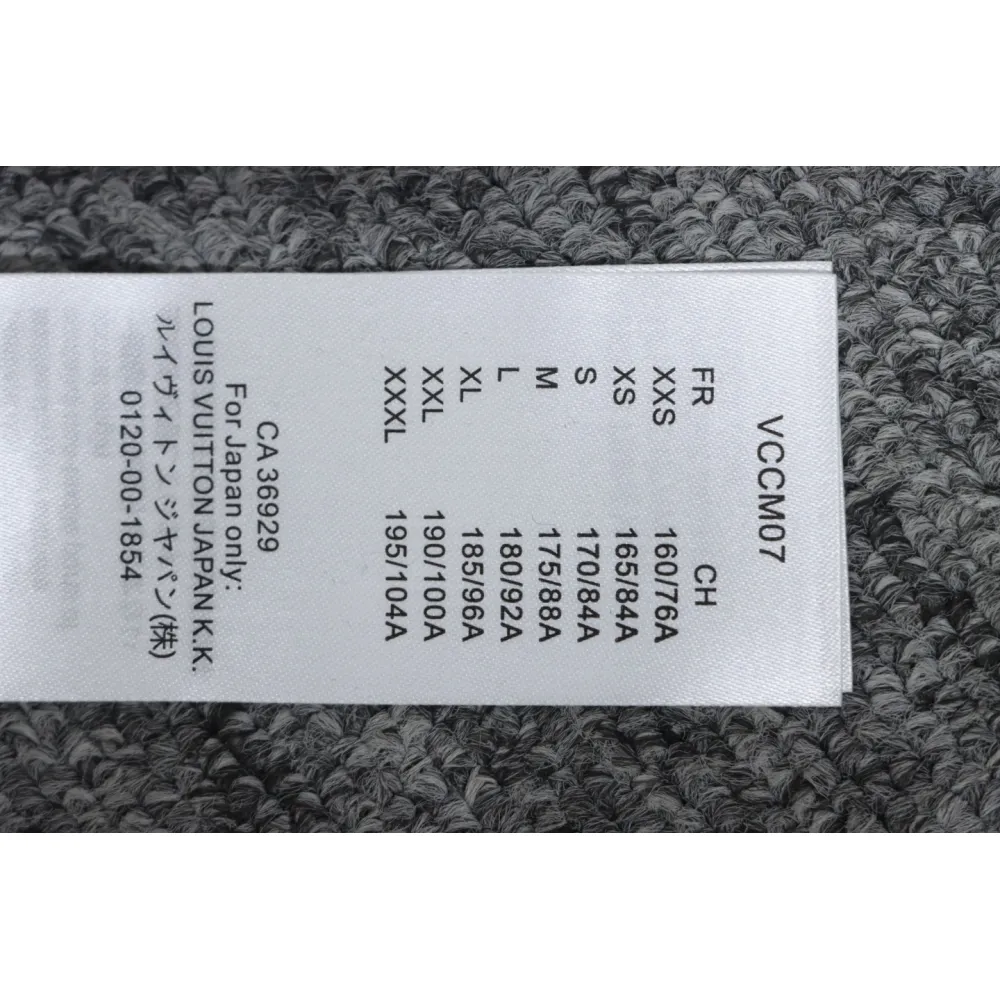 VCCM07
FR CH
XXS 160/76A
XS 165/84A
S 170/84A
M 175/88A
L 180/92A
XL 185/96A
XXL 190/100A
XXXL 195/104A
CA 36929
For Japan only:
LOUIS VUITTON JAPAN K.K.
ルイ ヴィトン ジャパン(株)
0120-00-1854